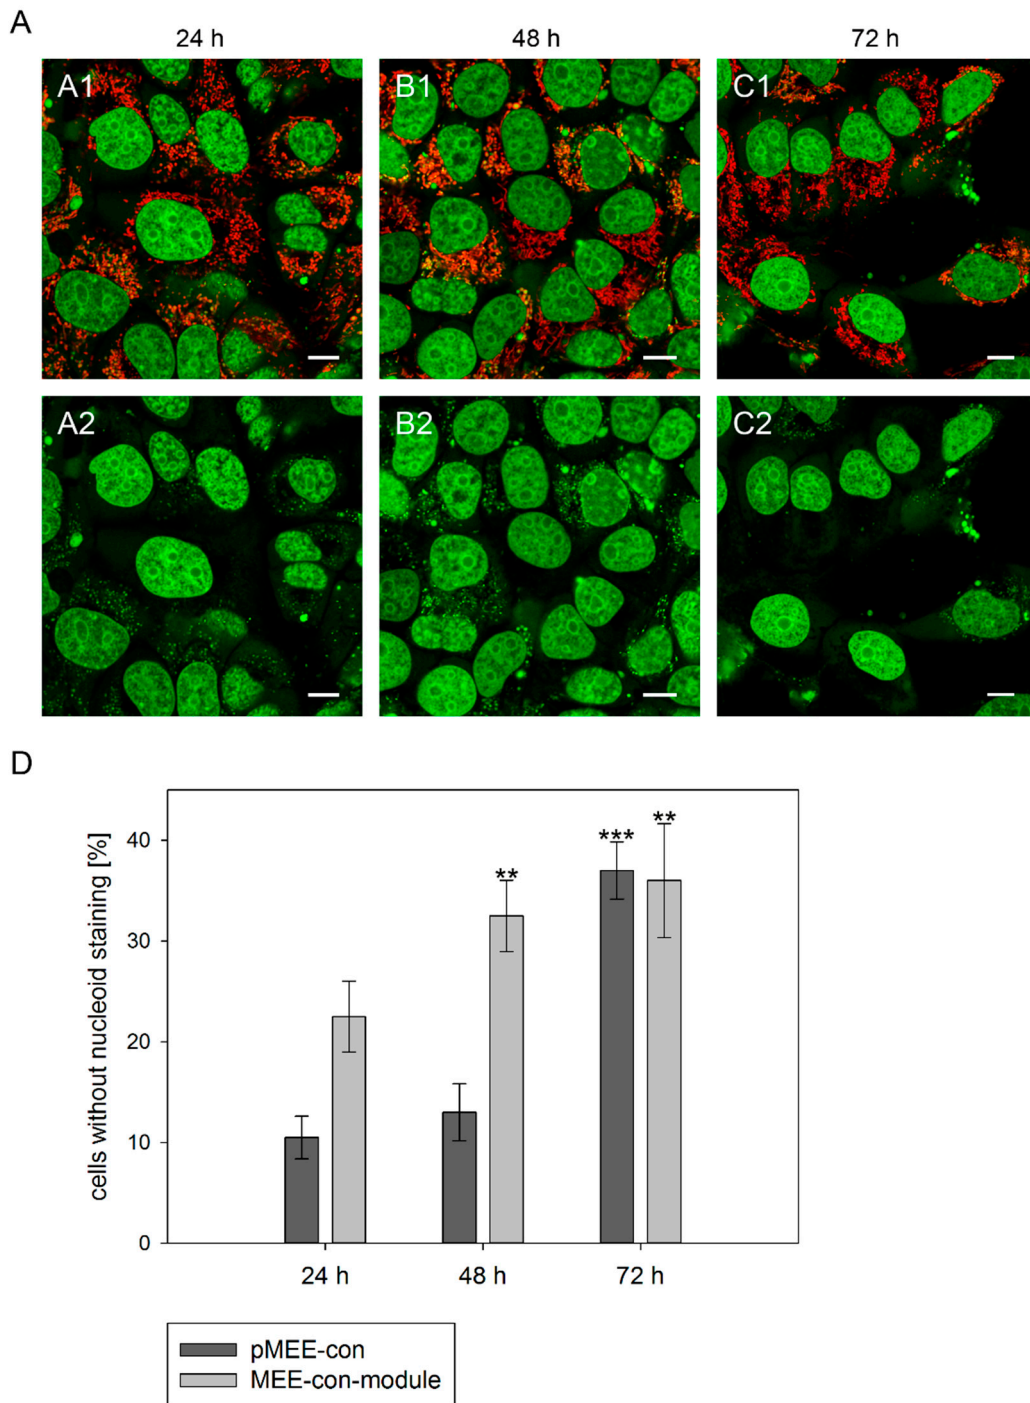 A
24 h 48 h 72 h
A1 B1 C1
A2 B2 C2
D
cells without nucleoid staining [%]
40
30
20
10
0
** *** **
24 h 48 h 72 h
pMEE-con
MEE-con-module